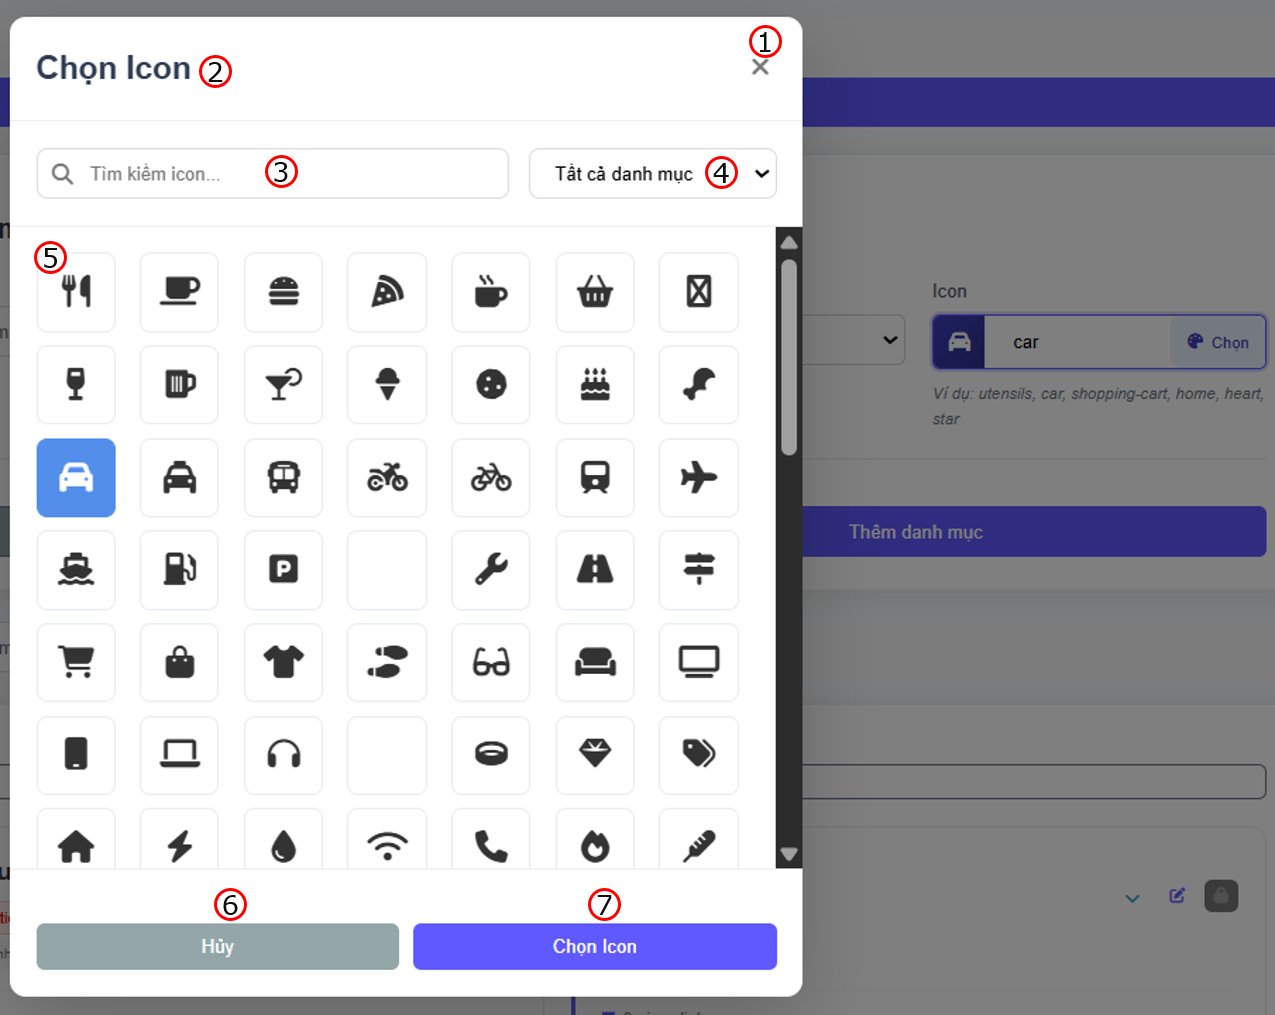 1
Chọn Icon 2
Tìm kiếm icon... 3
Tất cả danh mục 4
5
Icon
car
Chọn
Ví dụ: utensils, car, shopping-cart, home, heart,
star
Thêm danh mục
6
7
Hủy
Chọn Icon